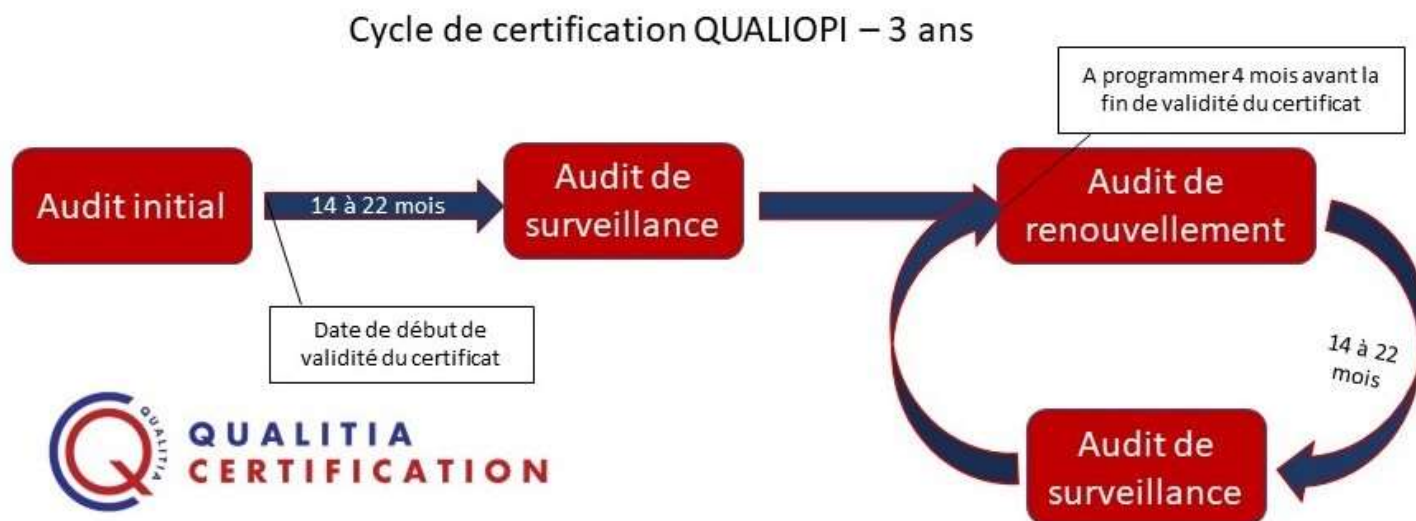 Cycle de certification QUALIOPI – 3 ans
A programmer 4 mois avant la
fin de validité du certificat
Audit initial
14 à 22 mois
Audit de
surveillance
Audit de
renouvellement
Date de début de
validité du certificat
14 à 22
mois
Audit de
surveillance
QUALITIA
QUALITIA
CERTIFICATION